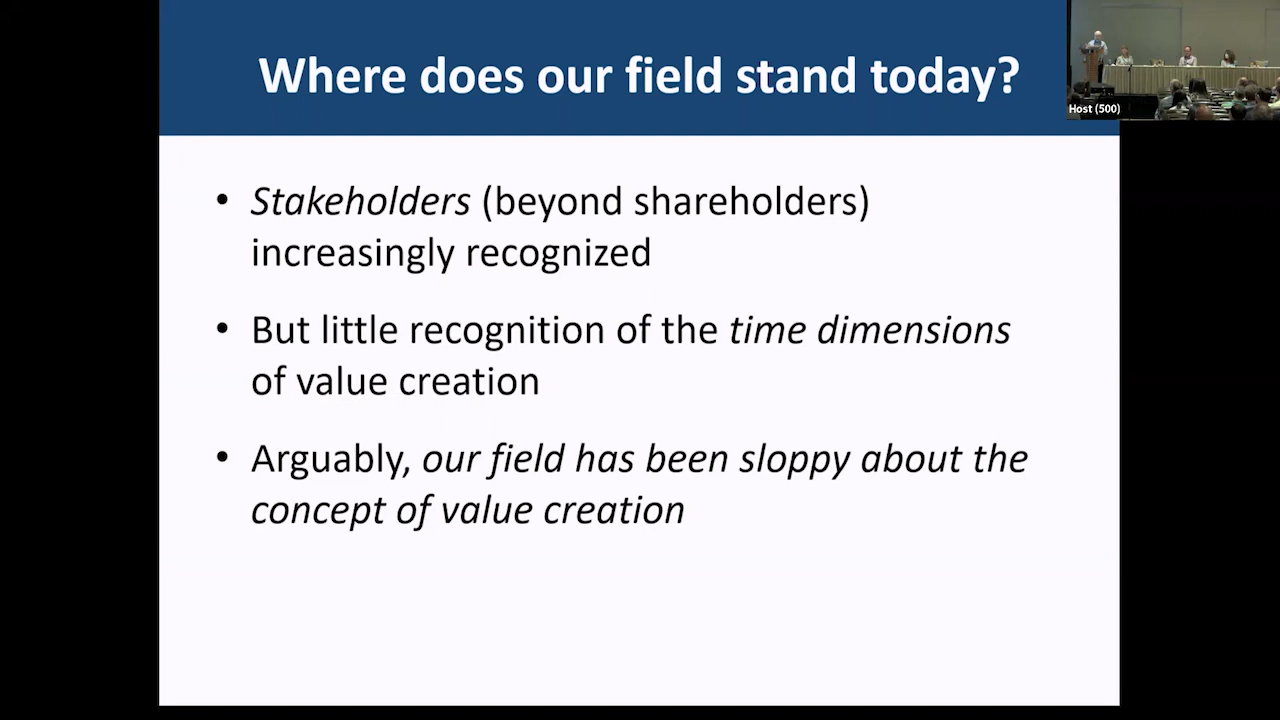 Where does our field stand today?
Host (500)
• Stakeholders (beyond shareholders)
increasingly recognized
• But little recognition of the time dimensions
of value creation
• Arguably, our field has been sloppy about the
concept of value creation